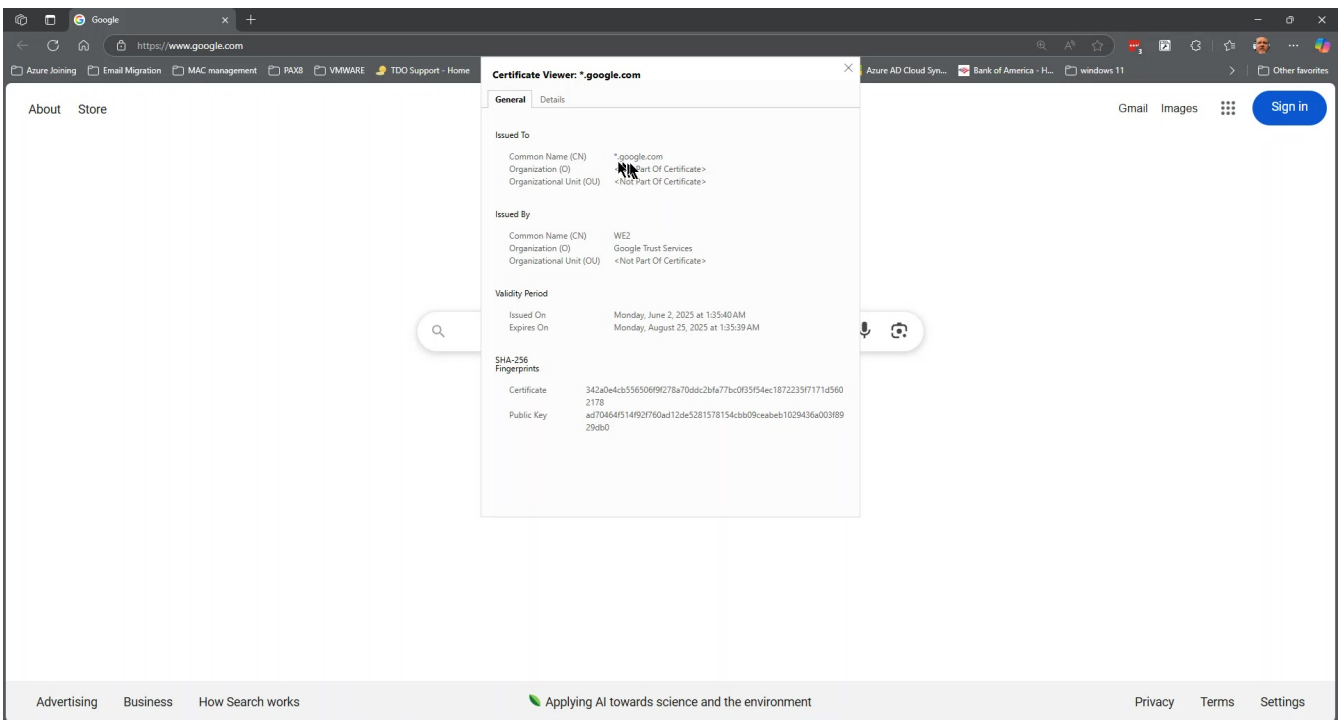 Google
https://www.google.com
Azure Joining Email Migration MAC management PAX8 VMWARE TDO Support - Home Azure AD Cloud Syn... Bank of America - H... windows 11 Other favorites
Certificate Viewer: *.google.com
General Details
About Store Gmail Images Sign in
Issued To
Common Name (CN) *.google.com
Organization (O) Part Of Certificate>
Organizational Unit (OU) <Not Part Of Certificate>
Issued By
Common Name (CN) WE2
Organization (O) Google Trust Services
Organizational Unit (OU) <Not Part Of Certificate>
Validity Period
Issued On Monday, June 2, 2025 at 1:35:40 AM
Expires On Monday, August 25, 2025 at 1:35:39 AM
SHA-256
Fingerprints
Certificate 342a0e4cb556506f9f278a70ddc2bfa77bc0f35f54ec1872235f7171d560
2178
Public Key ad70464f514f92f760ad12de5281578154cbb09ceabeb1029436a003f89
29db0
Advertising Business How Search works Applying AI towards science and the environment Privacy Terms Settings